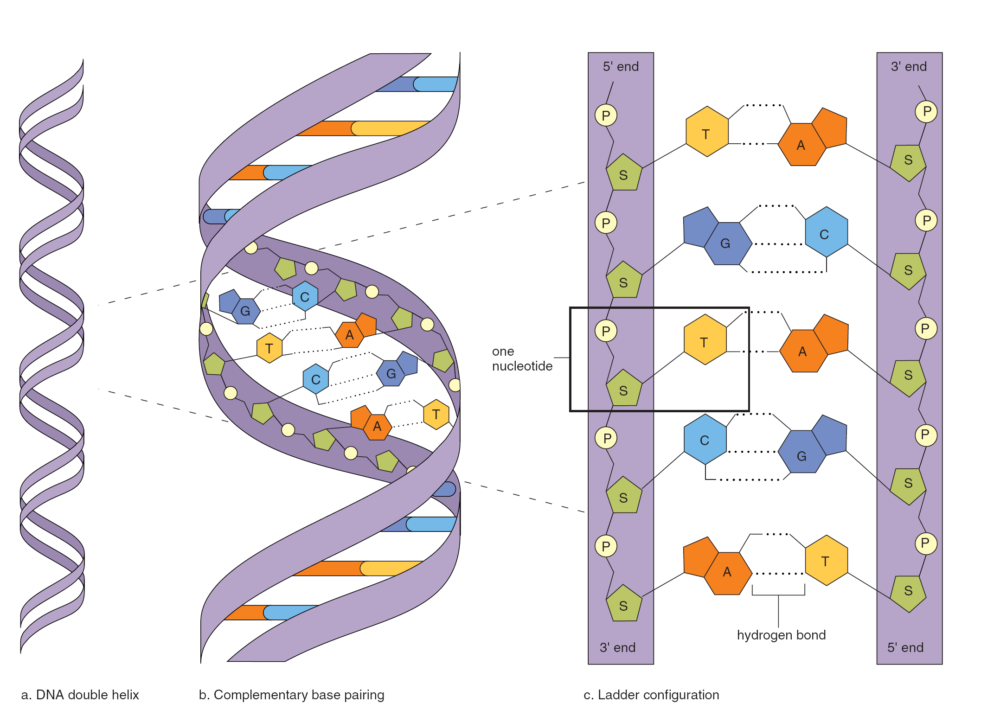 5' end
3' end
P
P
T
A
S
S
P
P
G
C
S
S
G
C
T
A
C
G
A
T
one
nucleotide
P
P
T
A
S
S
P
P
C
G
S
S
P
P
A
T
S
S
hydrogen bond
3' end
5' end
a. DNA double helix
b. Complementary base pairing
c. Ladder configuration